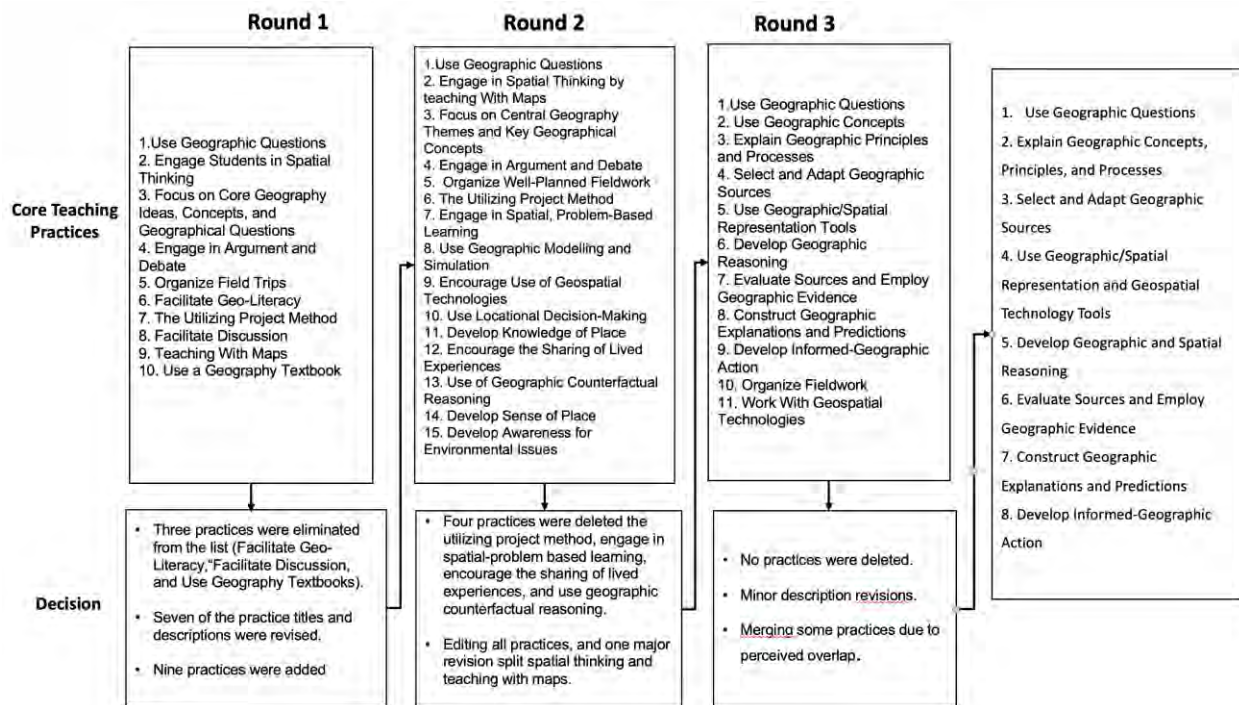 Round 1
Round 2
Round 3
Core Teaching
Practices
1.Use Geographic Questions
2. Engage Students in Spatial
Thinking
3. Focus on Core Geography
Ideas, Concepts, and
Geographical Questions
4. Engage in Argument and
Debate
5. Organize Field Trips
6. Facilitate Geo-Literacy
7. The Utilizing Project Method
8. Facilitate Discussion
9. Teaching With Maps
10. Use a Geography Textbook
1.Use Geographic Questions
2. Engage in Spatial Thinking by
teaching With Maps
3. Focus on Central Geography
Themes and Key Geographical
Concepts
4. Engage in Argument and Debate
5. Organize Well-Planned Fieldwork
6. The Utilizing Project Method
7. Engage in Spatial, Problem-Based
Learning
8. Use Geographic Modelling and
Simulation
9. Encourage Use of Geospatial
Technologies
10. Use Locational Decision-Making
11. Develop Knowledge of Place
12. Encourage the Sharing of Lived
Experiences
13. Use of Geographic Counterfactual
Reasoning
14. Develop Sense of Place
15. Develop Awareness for
Environmental Issues
1.Use Geographic Questions
2. Use Geographic Concepts
3. Explain Geographic Principles
and Processes
4. Select and Adapt Geographic
Sources
5. Use Geographic/Spatial
Representation Tools
6. Develop Geographic
Reasoning
7. Evaluate Sources and Employ
Geographic Evidence
8. Construct Geographic
Explanations and Predictions
9. Develop Informed-Geographic
Action
10. Organize Fieldwork
11. Work With Geospatial
Technologies
1. Use Geographic Questions
2. Explain Geographic Concepts,
Principles, and Processes
3. Select and Adapt Geographic
Sources
4. Use Geographic/Spatial
Representation and Geospatial
Technology Tools
5. Develop Geographic and Spatial
Reasoning
6. Evaluate Sources and Employ
Geographic Evidence
7. Construct Geographic
Explanations and Predictions
8. Develop Informed-Geographic
Action
Decision
• Three practices were eliminated
from the list (Facilitate Geo-
Literacy,"Facilitate Discussion,
and Use Geography Textbooks).
• Seven of the practice titles and
descriptions were revised.
• Nine practices were added
• Four practices were deleted the
utilizing project method, engage in
spatial-problem based learning,
encourage the sharing of lived
experiences, and use geographic
counterfactual reasoning.
• Editing all practices, and one major
revision split spatial thinking and
teaching with maps.
• No practices were deleted.
• Minor description revisions.
• Merging some practices due to
perceived overlap.